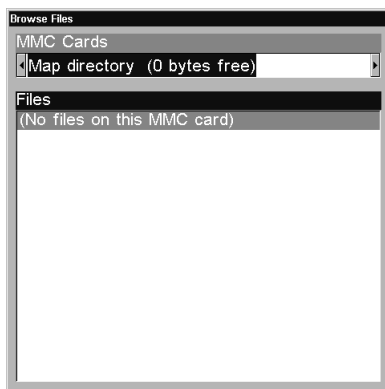 Browse Files
MMC Cards
Map directory (0 bytes free)
Files
(No files on this MMC card)